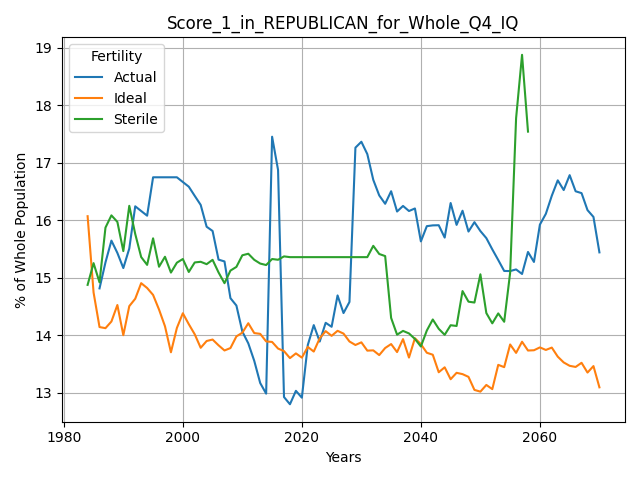 Score_1_in_REPUBLICAN_for_Whole_Q4_IQ
Fertility
Actual
Ideal
Sterile
% of Whole Population
19
18
17
16
15
14
13
1980
2000
2020
2040
2060
Years